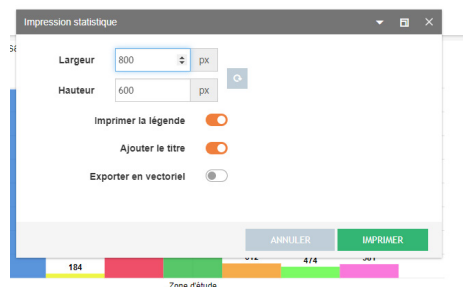 Impression statistique
Largeur 800 px
Hauteur 600 px
Imprimer la légende
Ajouter le titre
Exporter en vectoriel
ANNULER IMPRIMER
184 474
Zone d'étude